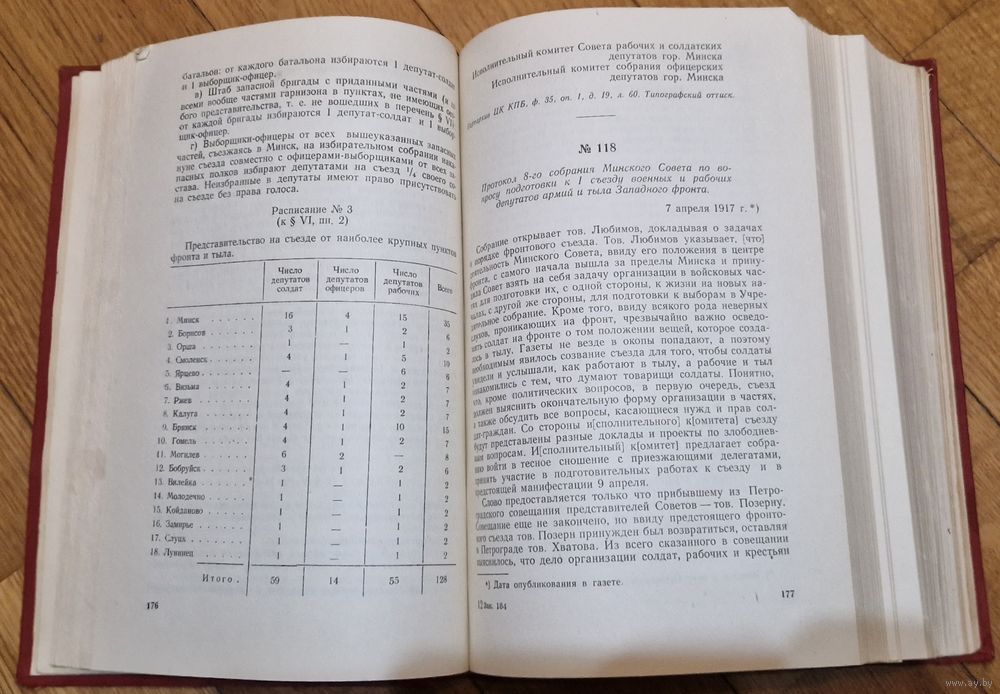 батальон: от каждого батальона избираются 1 депутат-солдат
и 1 выборщик-офицер.
в) Штаб запасной бригады с приданными частями (и со
всеми вообще частями гарнизона в пунктах, не имеющих осо-
бого представительства, т. е. не вошедших в перечень § VI)
от каждой бригады избираются 1 депутат-солдат и 1 выбор-
щик-офицер.
г) Выборщики-офицеры от всех вышеуказанных запасных
частей, съезжаясь в Минск, на избирательном собрании нака-
нуне съезда совместно с офицерами-выборщиками от всех за-
пасных полков избирают депутатами на съезд 1/4 своего со-
става. Неизбранные в депутаты имеют право присутствовать
на съезде без права голоса.
Расписание № 3
(к § VI, пп. 2)
Представительство на съезде от наиболее крупных пунктов
фронта и тыла.
Число депутатов солдат Число депутатов офицеров Число депутатов рабочих Всего
1. Минск . . . . . . 16 4 15 35
2. Борисов . . . . . 3 1 2 6
3. Орша . . . . . . 1 — 1 2
4. Смоленск . . . . . 4 1 5 10
5. Ярцево . . . . . . — — 6 6
6. Вязьма . . . . . . 4 1 2 7
7. Ржев . . . . . . 4 1 2 7
8. Калуга . . . . . . 4 1 2 7
9. Брянск . . . . . . 4 1 10 15
10. Гомель . . . . . . 4 1 2 7
11. Могилев . . . . . 6 2 — 8
12. Бобруйск . . . . . 3 1 2 6
13. Вилейка . . . . . 1 — 1 2
14. Молодечно . . . . 1 — 1 2
15. Койданово . . . . 1 — 1 2
16. Замирье . . . . . 1 — 1 2
17. Слуцк . . . . . . 1 — 1 2
18. Лунинец . . . . . 1 — 1 2
Итого . 59 14 55 128
176
Исполнительный комитет Совета рабочих и солдатских
депутатов гор. Минска
Исполнительный комитет собрания офицерских
депутатов гор. Минска
ЦК КПБ, ф. 35, оп. 1, д. 19, л. 60. Типографский оттиск.
№ 118
Протокол 8-го собрания Минского Совета по во-
просу подготовки к I съезду военных и рабочих
депутатов армий и тыла Западного фронта.
7 апреля 1917 г. *)
Собрание открывает тов. Любимов, докладывая о задачах
и порядке фронтового съезда. Тов. Любимов указывает, [что]
деятельность Минского Совета, ввиду его положения в центре
фронта, с самого начала вышла за пределы Минска и прину-
дила Совет взять на себя задачу организации в войсковых час-
тях для подготовки их, с одной стороны, к жизни на новых на-
чалах, с другой же стороны, для подготовки к выборам в Учре-
дительное собрание. Кроме того, ввиду всякого рода неверных
слухов, проникающих на фронт, чрезвычайно важно осведо-
мить солдат на фронте о том положении вещей, которое созда-
лось в тылу. Газеты не везде в окопы попадают, а поэтому
необходимым явилось созвание съезда для того, чтобы солдаты
увидели и услышали, как работают в тылу, а рабочие и тыл
ознакомились с тем, что думают товарищи солдаты. Понятно,
что, кроме политических вопросов, в первую очередь, съезд
должен выяснить окончательную форму организации в частях,
а также обсудить все вопросы, касающиеся нужд и прав сол-
дат-граждан. Со стороны и[сполнительного] к[омитета] съезду
будут представлены разные доклады и проекты по злободнев-
ным вопросам. И[сполнительный] к[омитет] предлагает собра-
нию войти в тесное сношение с приезжающими делегатами,
принять участие в подготовительных работах к съезду и в
предстоящей манифестации 9 апреля.
Слово предоставляется только что прибывшему из Петро-
градского совещания представителей Советов — тов. Позерну.
Совещание еще не закончено, но ввиду предстоящего фронто-
вого съезда тов. Позерн принужден был возвратиться, оставляя
в Петрограде тов. Хватова. Из всего сказанного в совещании
выяснилось, что дело организации солдат, рабочих и крестьян
*) Дата опубликования в газете.
12 Зак. 164
177
www.ay.by